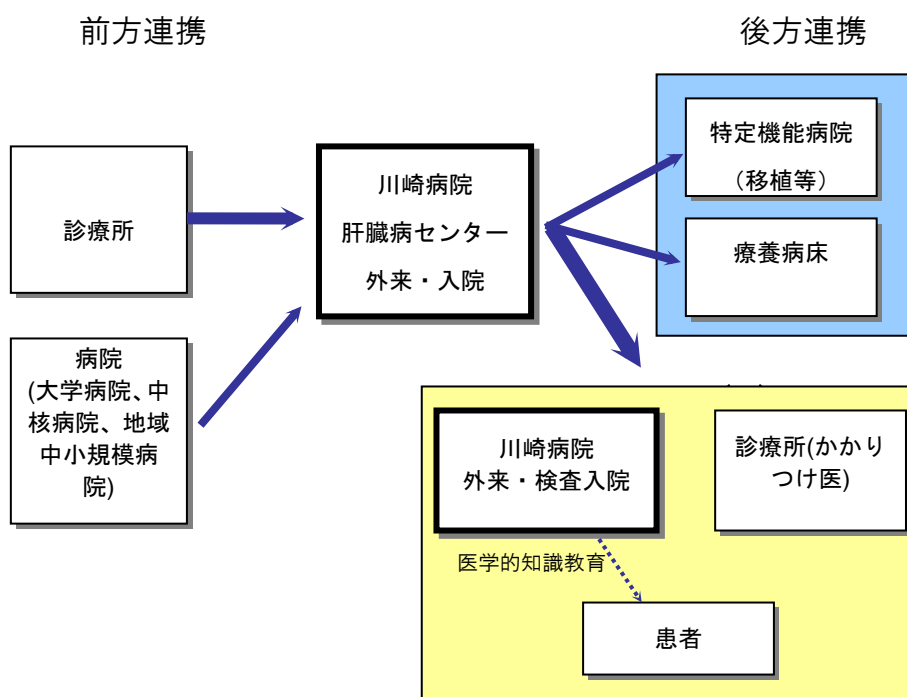 前方連携
後方連携
診療所
病院
(大学病院、中
核病院、地域
中小規模病
院)
川崎病院
肝臓病センター
外来・入院
特定機能病院
（移植等）
療養病床
川崎病院
外来・検査入院
診療所(かかり
つけ医)
医学的知識教育
患者